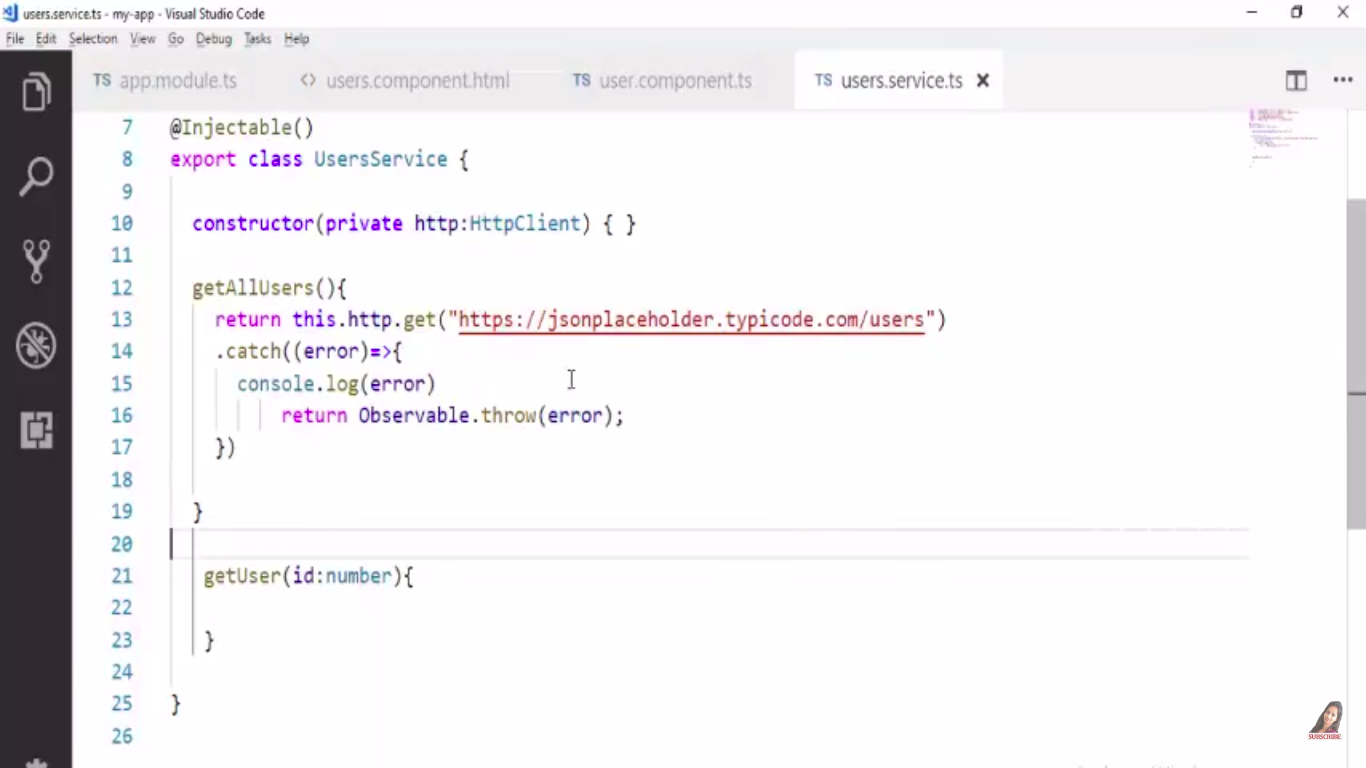 users.service.ts - my-app - Visual Studio Code
File Edit Selection View Go Debug Tasks Help
TS app.module.ts <> users.component.html TS user.component.ts TS users.service.ts
7 @Injectable()
8 export class UsersService {
9
10 constructor(private http:HttpClient) { }
11
12 getAllUsers(){
13 return this.http.get("https://jsonplaceholder.typicode.com/users")
14 .catch((error)=>{
15 console.log(error)
16 return Observable.throw(error);
17 })
18
19 }
20
21 getUser(id:number){
22
23 }
24
25 }
26
SUBSCRIBE